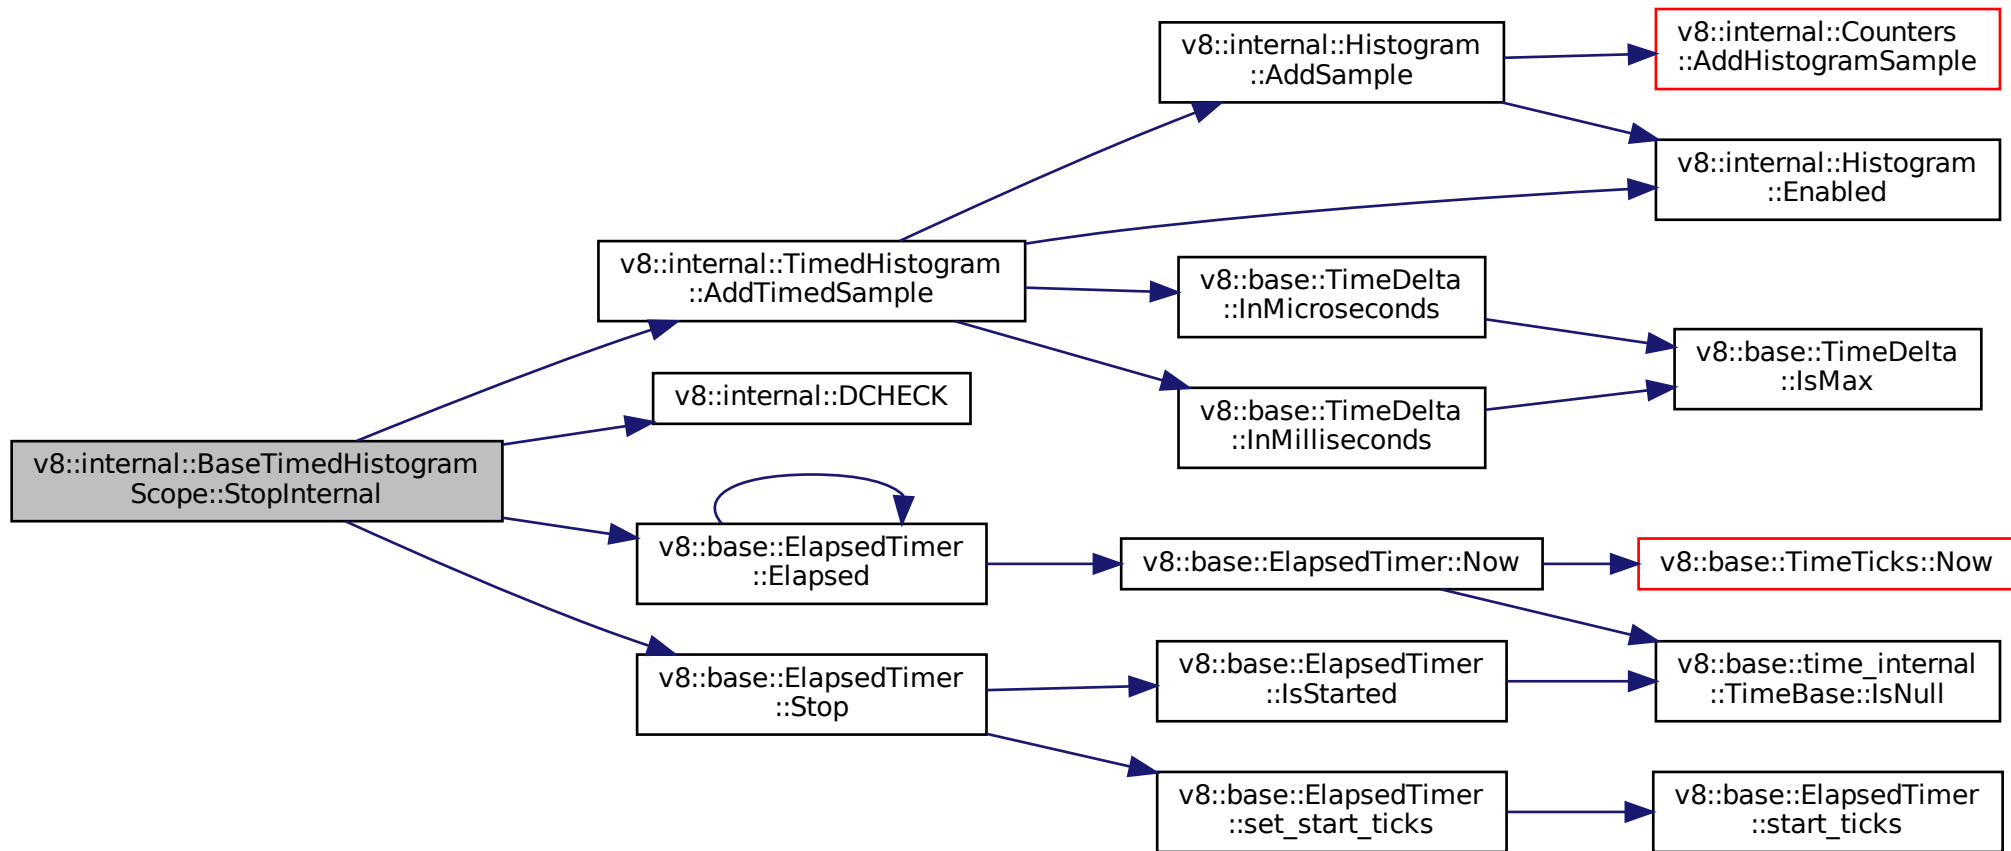 v8::internal::Histogram
::AddSample
v8::internal::Counters
::AddHistogramSample
v8::internal::Histogram
::Enabled
v8::internal::TimedHistogram
::AddTimedSample
v8::base::TimeDelta
::InMicroseconds
v8::base::TimeDelta
::IsMax
v8::internal::DCHECK
v8::base::TimeDelta
::InMilliseconds
v8::internal::BaseTimedHistogram
Scope::StopInternal
v8::base::ElapsedTimer
::Elapsed
v8::base::ElapsedTimer::Now
v8::base::TimeTicks::Now
v8::base::ElapsedTimer
::Stop
v8::base::ElapsedTimer
::IsStarted
v8::base::time_internal
::TimeBase::IsNull
v8::base::ElapsedTimer
::set_start_ticks
v8::base::ElapsedTimer
::start_ticks